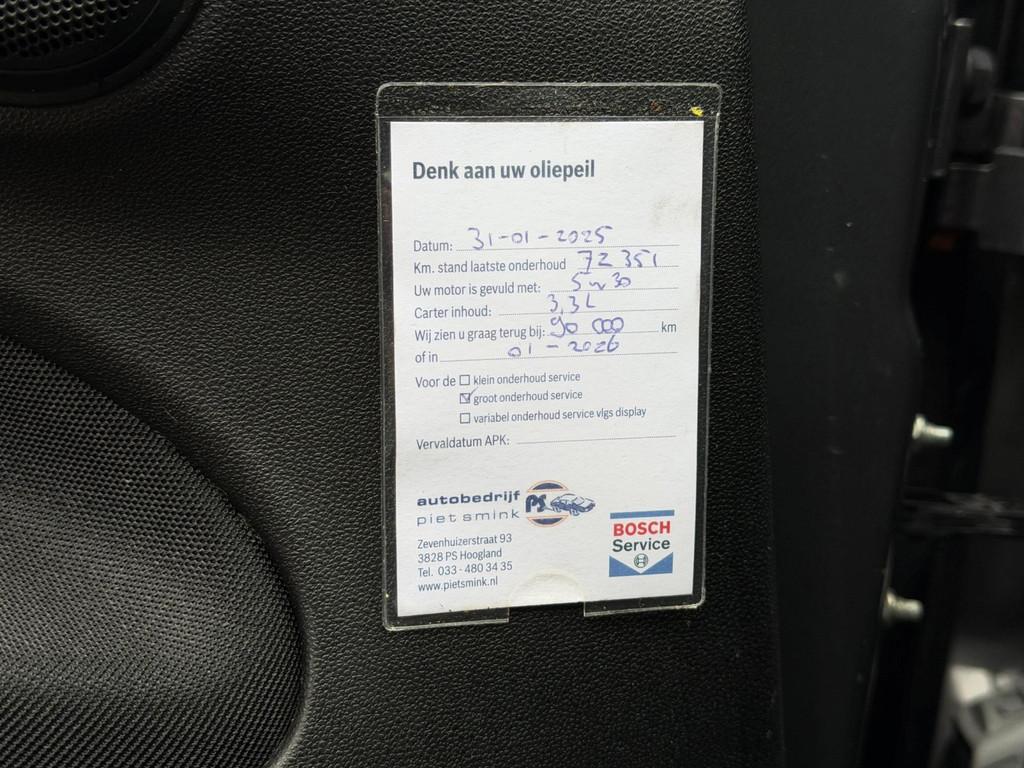 Denk aan uw oliepeil
Datum: 31-01-2025
Km. stand laatste onderhoud 72 351
Uw motor is gevuld met: 5w30
Carter inhoud: 3,3L
Wij zien u graag terug bij: 90 000 km
of in 01-2026
Voor de ☐ klein onderhoud service
☑ groot onderhoud service
☐ variabel onderhoud service vlgs display
Vervaldatum APK:
autobedrijf
piet smink
PS
Zevenhuizerstraat 93
3828 PS Hoogland
Tel. 033 - 480 34 35
www.pietsmink.nl
BOSCH
Service